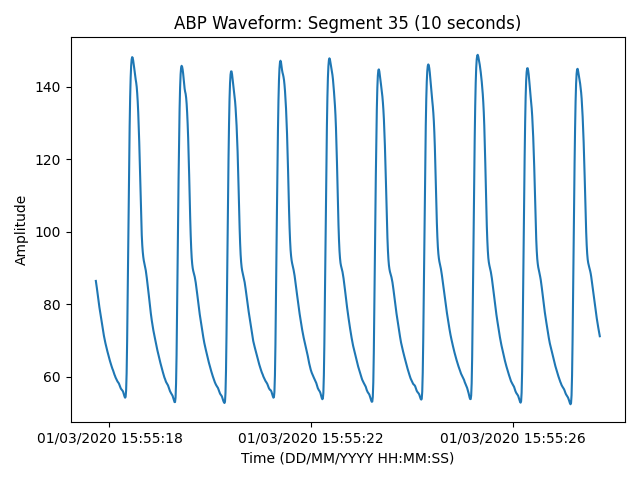 ABP Waveform: Segment 35 (10 seconds)
Amplitude
140
120
100
80
60
01/03/2020 15:55:18 01/03/2020 15:55:22 01/03/2020 15:55:26
Time (DD/MM/YYYY HH:MM:SS)